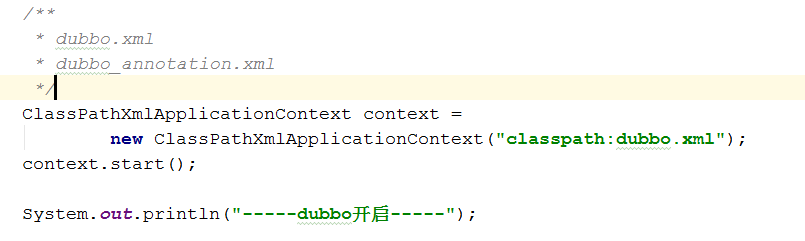 /**
 * dubbo.xml
 * dubbo_annotation.xml
 */
ClassPathXmlApplicationContext context =
        new ClassPathXmlApplicationContext("classpath:dubbo.xml");
context.start();
System.out.println("-----dubbo开启-----");